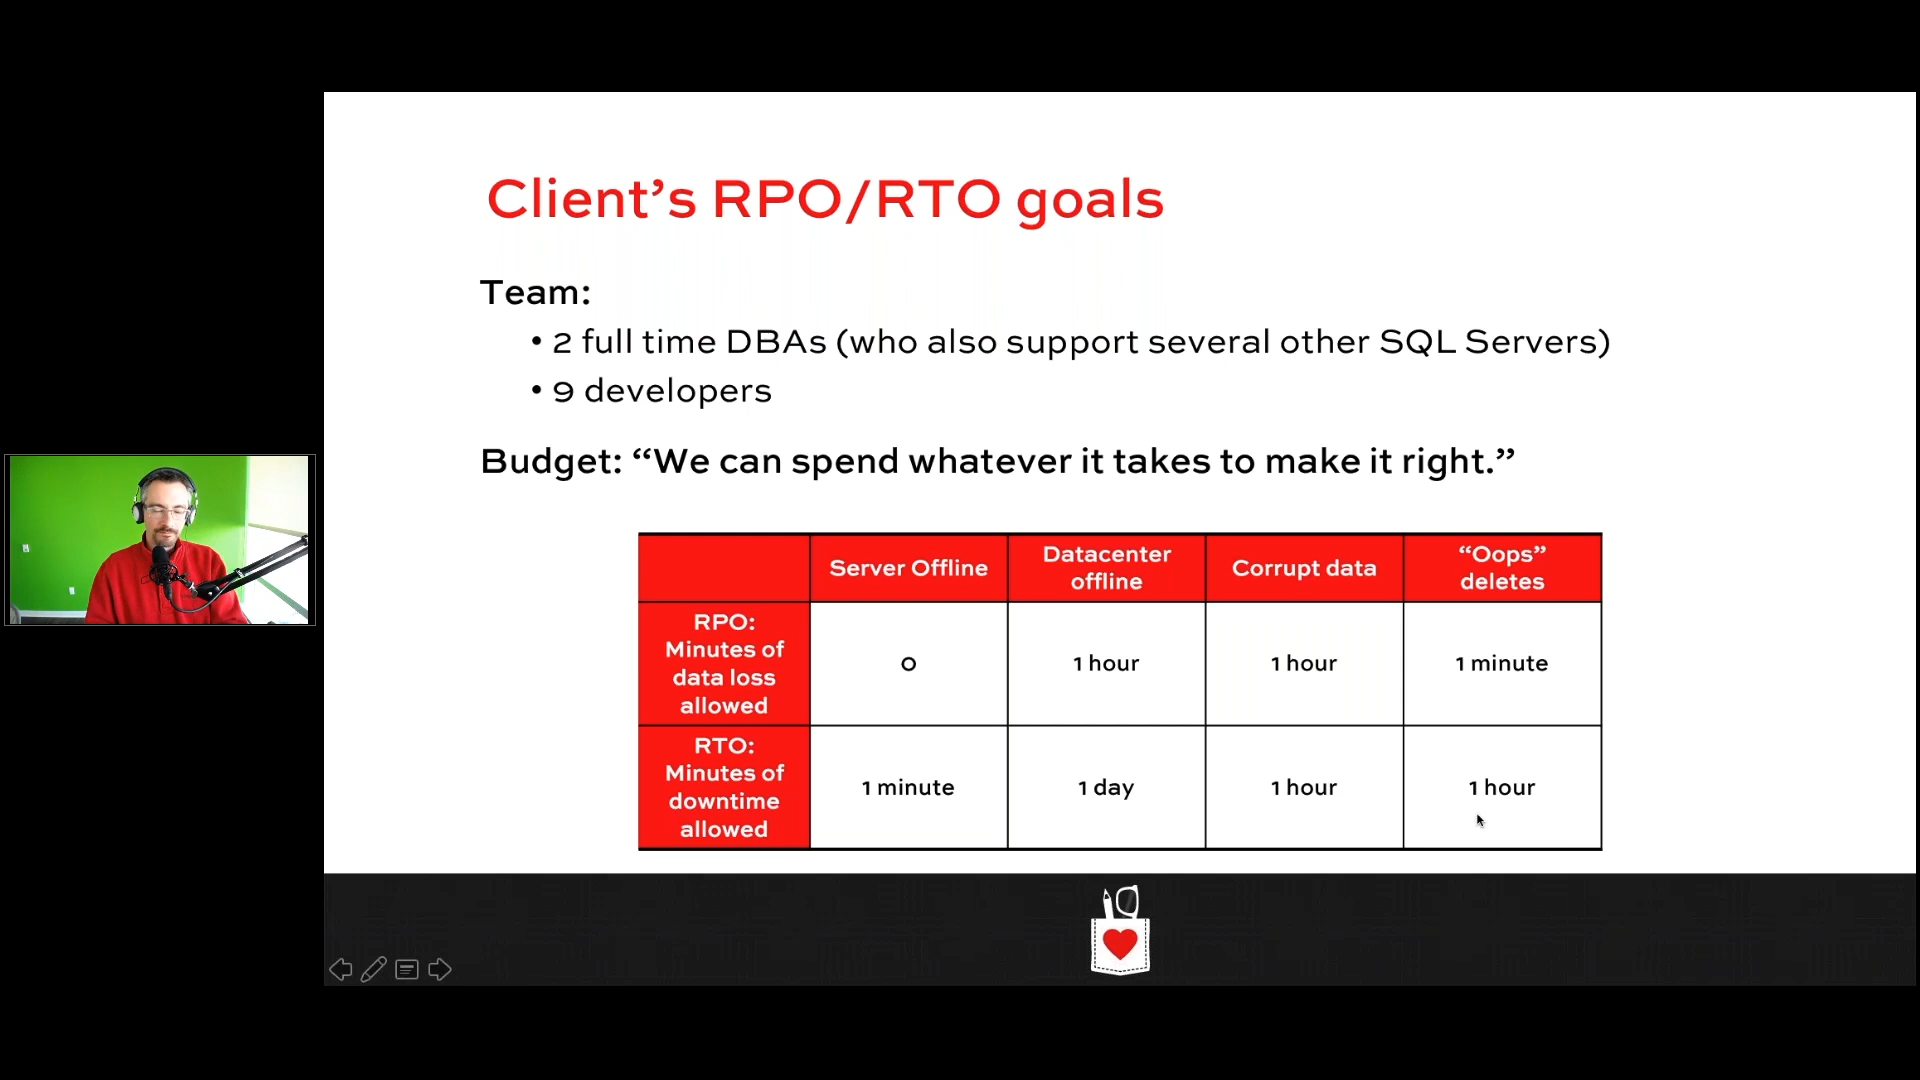 Client’s RPO/RTO goals
Team:
• 2 full time DBAs (who also support several other SQL Servers)
• 9 developers
Budget: “We can spend whatever it takes to make it right.”
Server Offline
Datacenter
offline
Corrupt data
“Oops”
deletes
RPO:
Minutes of
data loss
allowed
0
1 hour
1 hour
1 minute
RTO:
Minutes of
downtime
allowed
1 minute
1 day
1 hour
1 hour